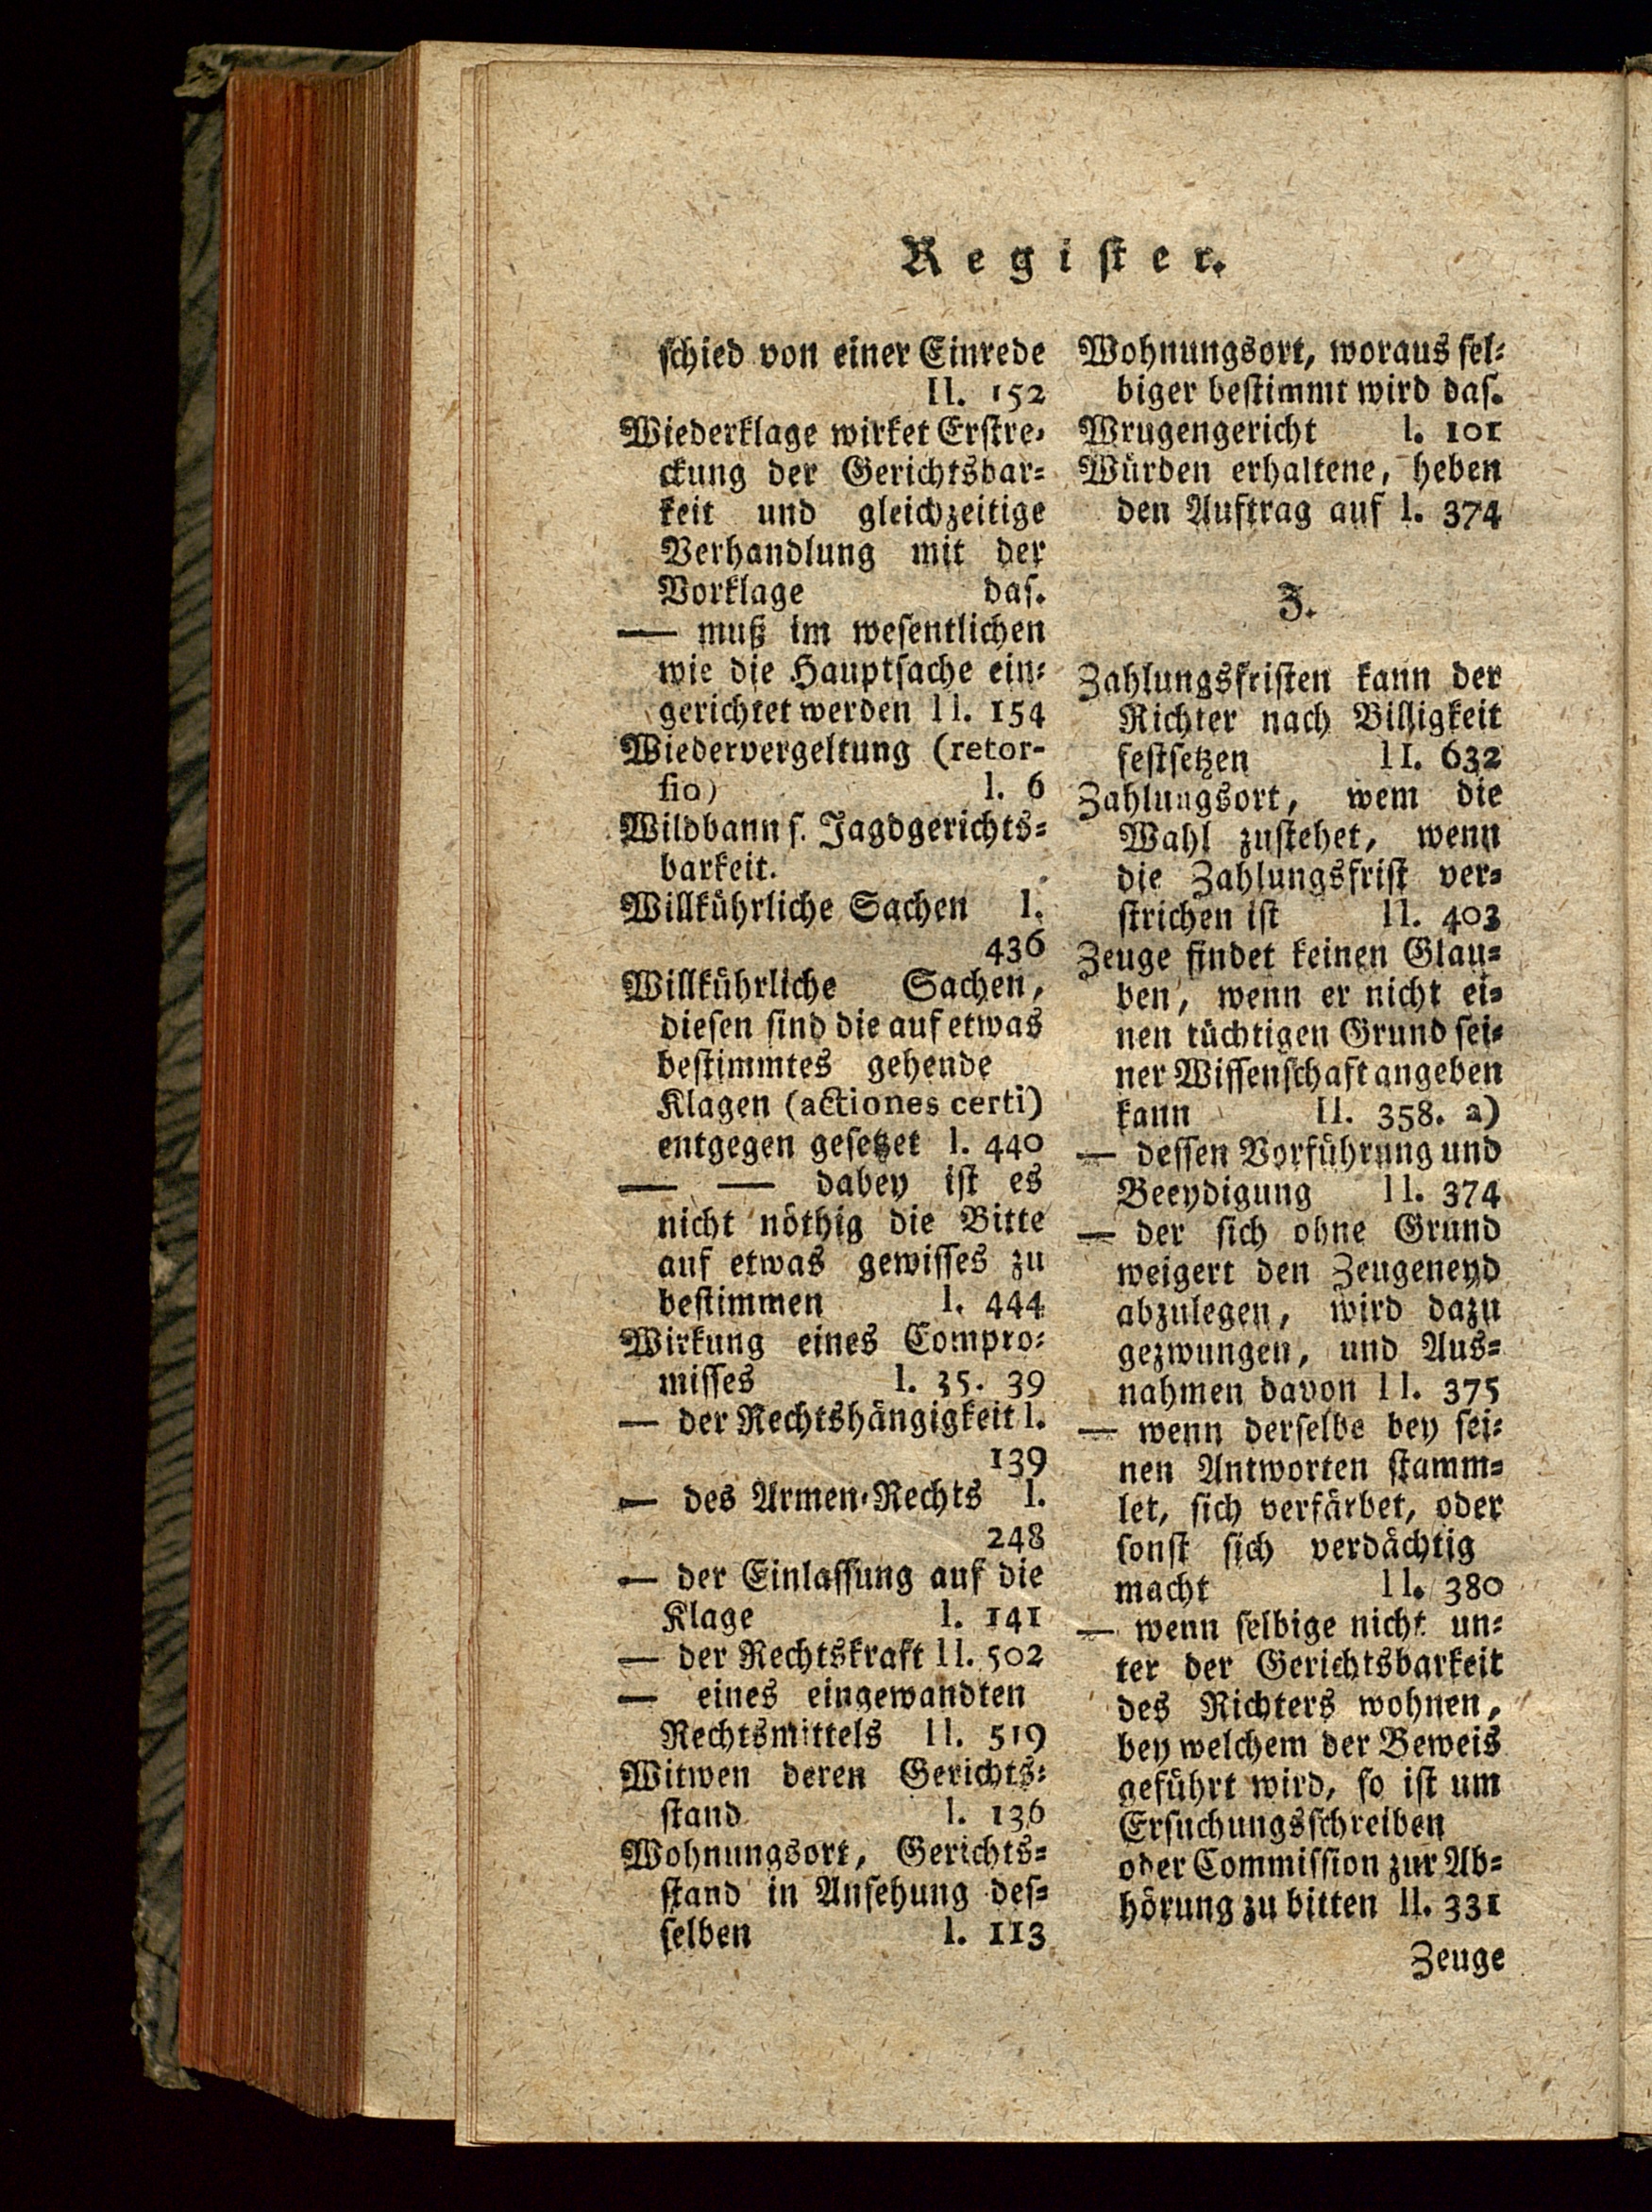 Regiſter.
ſchied von einer Einrede
II. 152
Wiederklage wirket Erſtre-
ckung der Gerichtsbar-
keit und gleichzeitige
Verhandlung mit der
Vorklage daſ.
— muß im weſentlichen
wie die Hauptſache ein-
gerichtet werden II. 154
Wiedervergeltung (retor-
ſio) I. 6
Wildbann ſ. Jagdgerichts-
barkeit.
Willkührliche Sachen I.
436
Willkührliche Sachen,
dieſen ſind die auf etwas
beſtimmtes gehende
Klagen (actiones certi)
entgegen geſetzet I. 440
— — dabey iſt es
nicht nöthig die Bitte
auf etwas gewiſſes zu
beſtimmen I. 444
Wirkung eines Compro-
miſſes I. 35. 39
— der Rechtshängigkeit I.
139
— des Armen-Rechts I.
248
— der Einlaſſung auf die
Klage I. 141
— der Rechtskraft II. 502
— eines eingewandten
Rechtsmittels II. 519
Witwen deren Gerichts-
ſtand I. 136
Wohnungsort, Gerichts-
ſtand in Anſehung des-
ſelben I. 113
Wohnungsort, woraus ſel-
biger beſtimmt wird daſ.
Wrugengericht I. 101
Würden erhaltene, heben
den Auftrag auf I. 374
Z.
Zahlungsfriſten kann der
Richter nach Billigkeit
feſtſetzen II. 632
Zahlungsort, wem die
Wahl zuſtehet, wenn
die Zahlungsfriſt ver-
ſtrichen iſt II. 403
Zeuge findet keinen Glau-
ben, wenn er nicht ei-
nen tüchtigen Grund ſei-
ner Wiſſenſchaft angeben
kann II. 358. a)
— deſſen Vorführung und
Beeydigung II. 374
— der ſich ohne Grund
weigert den Zeugeneyd
abzulegen, wird dazu
gezwungen, und Aus-
nahmen davon II. 375
— wenn derſelbe bey ſei-
nen Antworten ſtamm-
let, ſich verfärbet, oder
ſonſt ſich verdächtig
macht II. 380
— wenn ſelbige nicht un-
ter der Gerichtsbarkeit
des Richters wohnen,
bey welchem der Beweis
geführt wird, ſo iſt um
Erſuchungsſchreiben
oder Commiſſion zur Ab-
hörung zu bitten II. 331
Zeuge